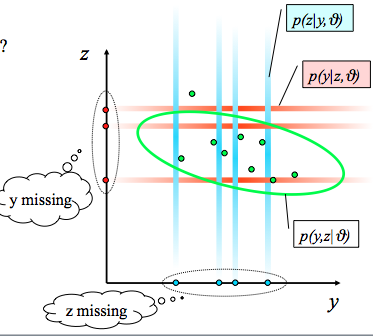 ?
z
p(z|y,ϑ)
p(y|z,ϑ)
y missing
p(y,z|ϑ)
z missing
y